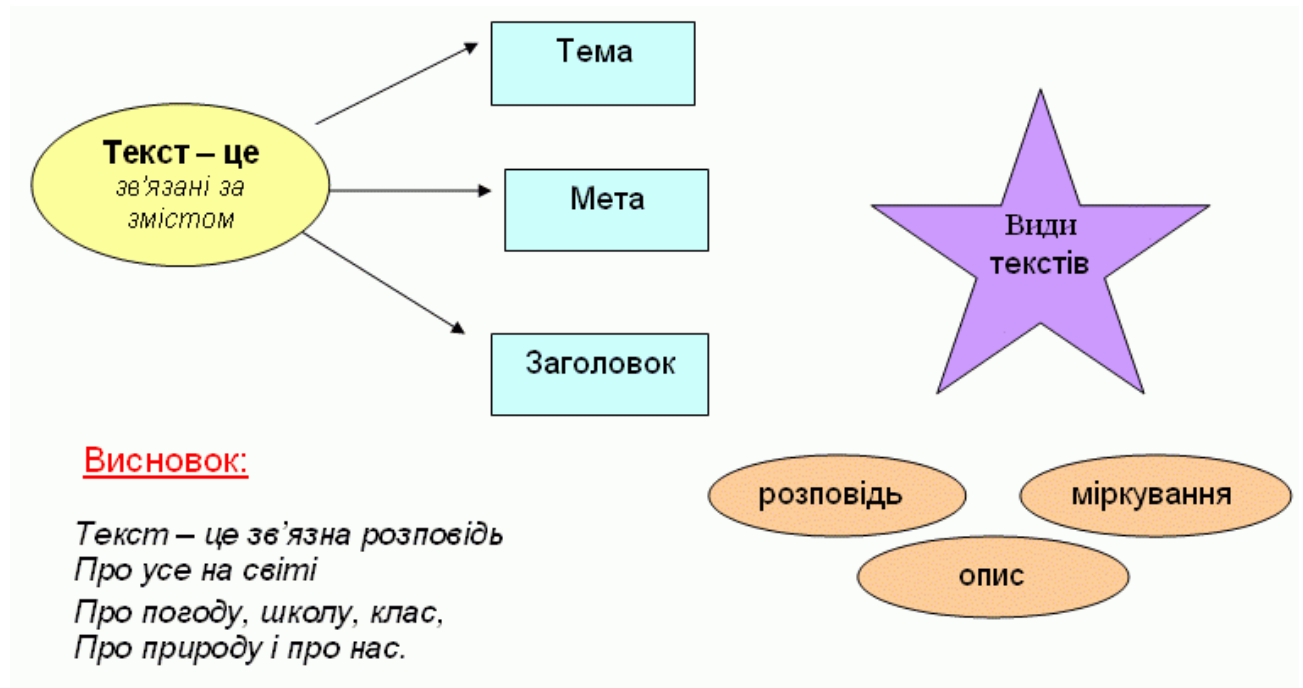 Текст – це
зв'язані за
змістом
Тема
Мета
Заголовок
Види
текстів
розповідь
міркування
опис
Висновок:
Текст – це зв’язна розповідь
Про усе на світі
Про погоду, школу, клас,
Про природу і про нас.